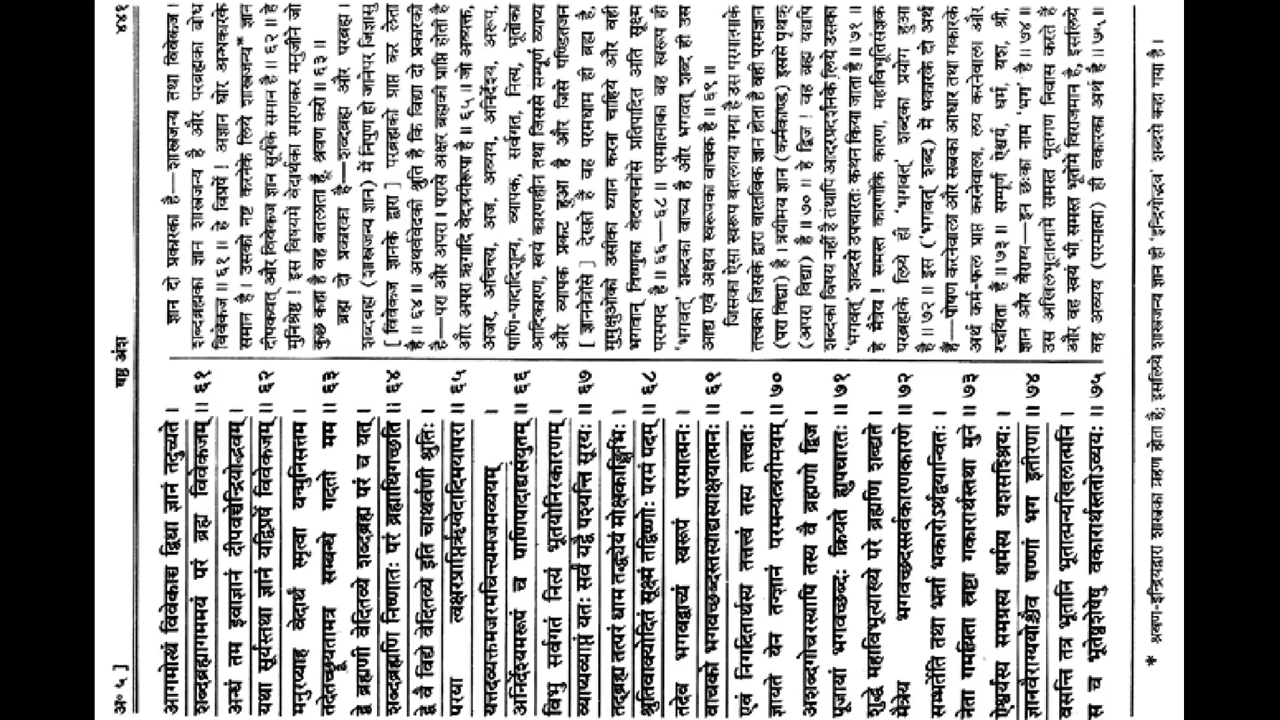 अ॰ ५ ] षष्ठ अंश ४४१
आगमोत्थं विवेकाच्च द्विधा ज्ञानं तदुच्यते ।
शब्दब्रह्मागममयं परं ब्रह्म विवेकजम् ॥ ६१
अन्धं तम इवाज्ञानं दीपवच्चेन्द्रियोद्भवम् ।
यथा सूर्यस्तथा ज्ञानं यद्विप्रर्षे विवेकजम् ॥ ६२
मनुरप्याह वेदार्थं स्मृत्वा यन्मुनिसत्तम ।
तदेतच्छ्रूयतामत्र सम्बन्धे गदतो मम ॥ ६३
द्वे ब्रह्मणी वेदितव्ये शब्दब्रह्म परं च यत् ।
शब्दब्रह्मणि निष्णातः परं ब्रह्माधिगच्छति ॥ ६४
द्वे वै विद्ये वेदितव्ये इति चाथर्वणी श्रुतिः ।
परया त्वक्षरप्राप्तिर्ऋग्वेदादिमयापरा ॥ ६५
यत्तदव्यक्तमजरमचिन्त्यमजमव्ययम् ।
अनिर्देश्यमरूपं च पाणिपादाद्यसंयुतम् ॥ ६६
विभु सर्वगतं नित्यं भूतयोनिरकारणम् ।
व्याप्यव्याप्तं यतः सर्वं यद्वै पश्यन्ति सूरयः ॥ ६७
तद्ब्रह्म तत्परं धाम तद्ध्येयं मोक्षकाङ्क्षिभिः ।
श्रुतिवाक्योदितं सूक्ष्मं तद्विष्णोः परमं पदम् ॥ ६८
तदेव भगवद्वाच्यं स्वरूपं परमात्मनः ।
वाचको भगवच्छब्दस्तस्याद्यस्याक्षयात्मनः ॥ ६९
एवं निगदितार्थस्य तत्तत्त्वं तस्य तत्त्वतः ।
ज्ञायते येन तज्ज्ञानं परमन्यत्त्रयीमयम् ॥ ७०
अशब्दगोचरस्यापि तस्य वै ब्रह्मणो द्विज ।
पूजायां भगवच्छब्दः क्रियते ह्युपचारतः ॥ ७१
शुद्धे महाविभूत्याख्ये परे ब्रह्मणि शब्द्यते ।
मैत्रेय भगवच्छब्दस्सर्वकारणकारणे ॥ ७२
सम्भर्तेति तथा भर्ता भकारोऽर्थद्वयान्वितः ।
नेता गमयिता स्रष्टा गकारार्थस्तथा मुने ॥ ७३
ऐश्वर्यस्य समग्रस्य धर्मस्य यशसश्श्रियः ।
ज्ञानवैराग्ययोश्चैव षण्णां भग इतीरणा ॥ ७४
वसन्ति तत्र भूतानि भूतात्मन्यखिलात्मनि ।
स च भूतेष्वशेषेषु वकारार्थस्ततोऽव्ययः ॥ ७५
ज्ञान दो प्रकारका है—शास्त्रजन्य तथा विवेकज ।
शब्दब्रह्मका ज्ञान शास्त्रजन्य है और परब्रह्मका बोध
विवेकज ॥ ६१ ॥ हे विप्रर्षे ! अज्ञान घोर अन्धकारके
समान है । उसको नष्ट करनेके लिये शास्त्रजन्य* ज्ञान
दीपकवत् और विवेकज ज्ञान सूर्यके समान है ॥ ६२ ॥ हे
मुनिश्रेष्ठ ! इस विषयमें वेदार्थका स्मरणकर मनुजीने जो
कुछ कहा है वह बतलाता हूँ, श्रवण करो ॥ ६३ ॥
ब्रह्म दो प्रकारका है—शब्दब्रह्म और परब्रह्म ।
शब्दब्रह्म (शास्त्रजन्य ज्ञान) में निपुण हो जानेपर जिज्ञासु
[ विवेकज ज्ञानके द्वारा ] परब्रह्मको प्राप्त कर लेता
है ॥ ६४ ॥ अथर्ववेदकी श्रुति है कि विद्या दो प्रकारकी
है—परा और अपरा । परासे अक्षर ब्रह्मकी प्राप्ति होती है
और अपरा ऋगादि वेदत्रयीरूपा है ॥ ६५ ॥ जो अव्यक्त,
अजर, अचिन्त्य, अज, अव्यय, अनिर्देश्य, अरूप,
पाणि-पादादिशून्य, व्यापक, सर्वगत, नित्य, भूतोंका
आदिकारण, स्वयं कारणहीन तथा जिससे सम्पूर्ण व्याप्य
और व्यापक प्रकट हुआ है और जिसे पण्डितजन
[ ज्ञाननेत्रोंसे ] देखते हैं वह परमधाम ही ब्रह्म है,
मुमुक्षुओंको उसीका ध्यान करना चाहिये और वही
भगवान् विष्णुका वेदवचनोंसे प्रतिपादित अति सूक्ष्म
परमपद है ॥ ६६—६८ ॥ परमात्माका वह स्वरूप ही
‘भगवत्’ शब्दका वाच्य है और भगवत् शब्द ही उस
आद्य एवं अक्षय स्वरूपका वाचक है ॥ ६९ ॥
जिसका ऐसा स्वरूप बतलाया गया है उस परमात्माके
तत्त्वका जिसके द्वारा वास्तविक ज्ञान होता है वही परमज्ञान
(परा विद्या) है । त्रयीमय ज्ञान (कर्मकाण्ड) इससे पृथक्
(अपरा विद्या) है ॥ ७० ॥ हे द्विज ! वह ब्रह्म यद्यपि
शब्दका विषय नहीं है तथापि आदरप्रदर्शनके लिये उसका
‘भगवत्’ शब्दसे उपचारतः कथन किया जाता है ॥ ७१ ॥
हे मैत्रेय ! समस्त कारणोंके कारण, महाविभूतिसंज्ञक
परब्रह्मके लिये ही ‘भगवत्’ शब्दका प्रयोग हुआ
है ॥ ७२ ॥ इस (‘भगवत्’ शब्द) में भकारके दो अर्थ
हैं—पोषण करनेवाला और सबका आधार तथा गकारके
अर्थ कर्म-फल प्राप्त करानेवाला, लय करनेवाला और
रचयिता हैं ॥ ७३ ॥ सम्पूर्ण ऐश्वर्य, धर्म, यश, श्री,
ज्ञान और वैराग्य—इन छःका नाम ‘भग’ है ॥ ७४ ॥
उस अखिलभूतात्मामें समस्त भूतगण निवास करते हैं
और वह स्वयं भी समस्त भूतोंमें विराजमान है, इसलिये
वह अव्यय (परमात्मा) ही वकारका अर्थ है ॥ ७५ ॥
* श्रवण-इन्द्रियद्वारा शास्त्रका ग्रहण होता है; इसलिये शास्त्रजन्य ज्ञान ही ‘इन्द्रियोद्भव’ शब्दसे कहा गया है ।